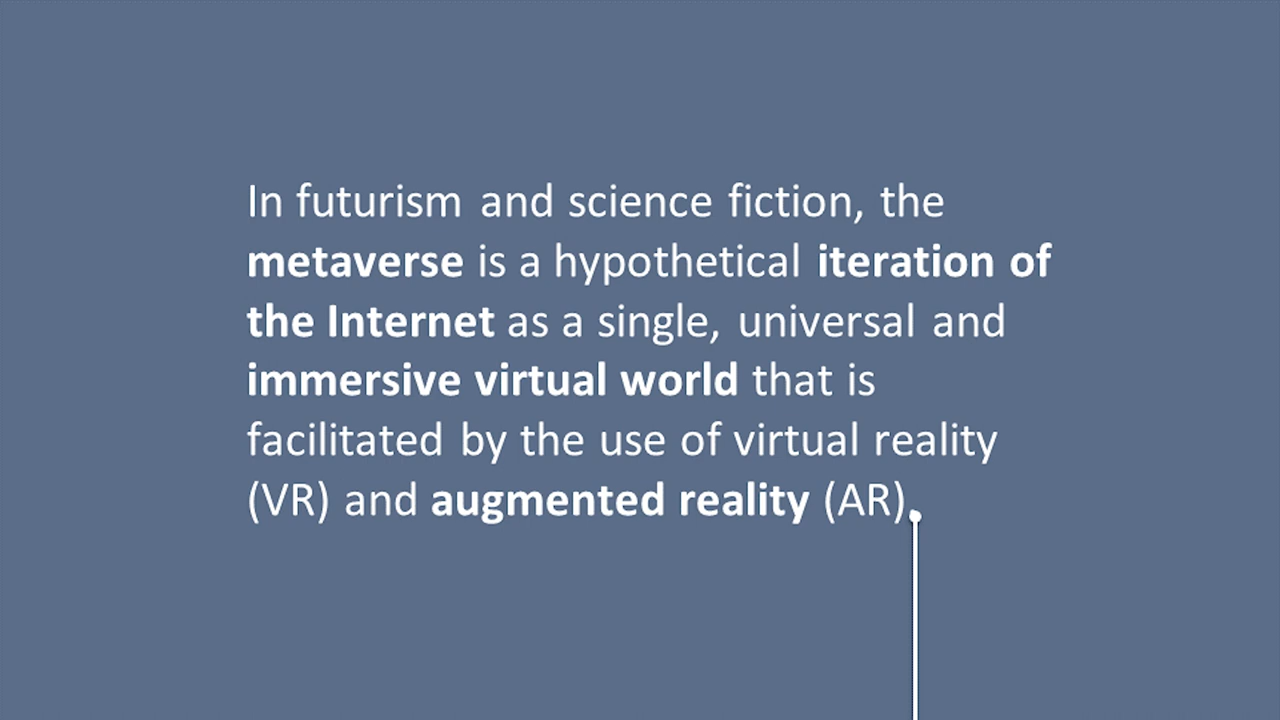 In futurism and science fiction, the
metaverse is a hypothetical iteration of
the Internet as a single, universal and
immersive virtual world that is
facilitated by the use of virtual reality
(VR) and augmented reality (AR).